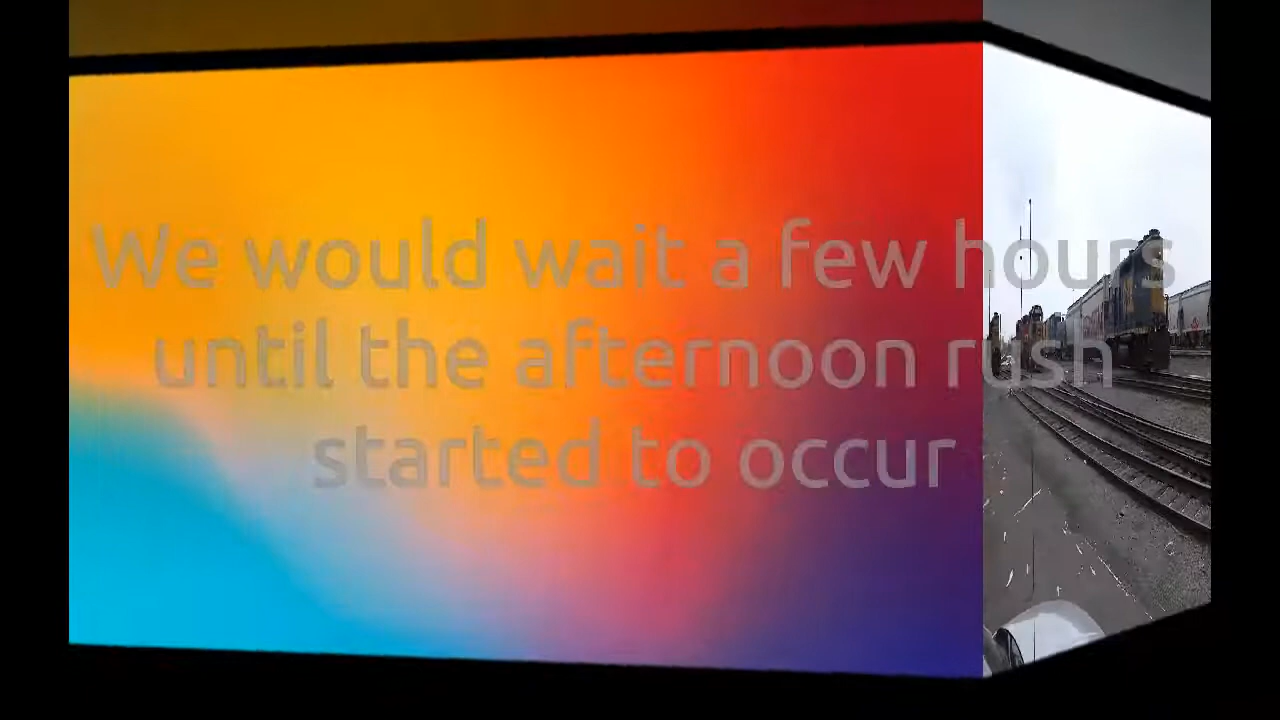 We would wait a few hours
until the afternoon rush
started to occur